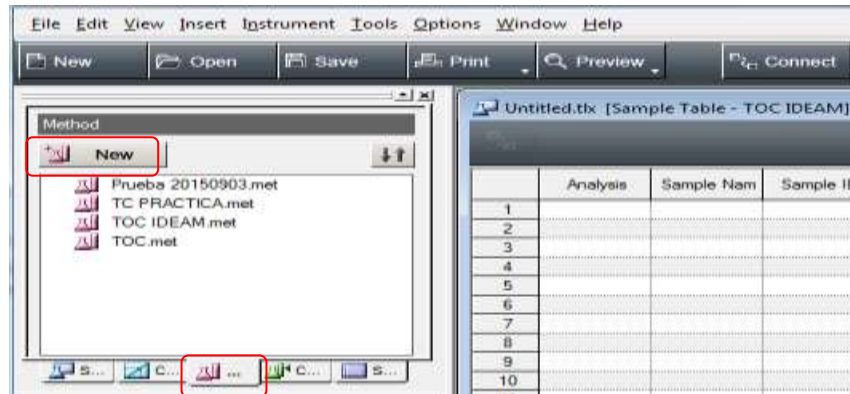 File Edit View Insert Instrument Tools Options Window Help
New Open Save Print Preview Connect
Method
New
Prueba 20150903.met
TC PRACTICA.met
TOC IDEAM.met
TOC.met
S... C... ... C... S...
Untitled.tlx [Sample Table - TOC IDEAM]
Analysis Sample Nam Sample I
1
2
3
4
5
6
7
8
9
10